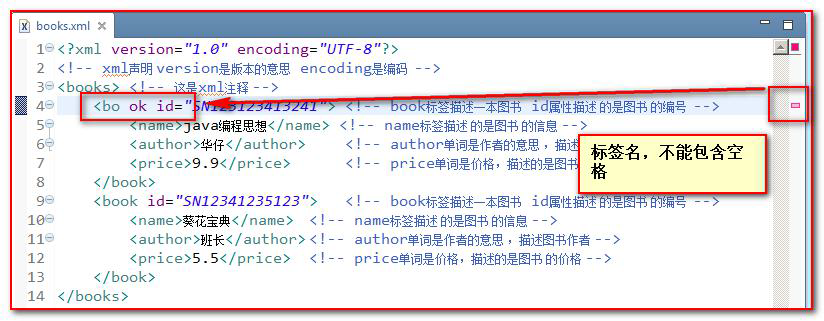 books.xml
1 <?xml version="1.0" encoding="UTF-8"?>
2 <!-- xml声明 version是版本的意思 encoding是编码 -->
3 <books> <!-- 这是xml注释 -->
4 <bo ok id="SN123123413241"> <!-- book标签描述一本图书 id属性描述 的是图书 的编号 -->
5 <name>java编程思想</name> <!-- name标签描述 的是图书 的信息 -->
6 <author>华仔</author> <!-- author单词是作者的意思 ，描述图
7 <price>9.9</price> <!-- price单词是价格，描述的是图书
8 </book>
9 <book id="SN12341235123"> <!-- book标签描述一本图书 id属性描述 的是图书 的编号 -->
10 <name>葵花宝典</name> <!-- name标签描述 的是图书 的信息 -->
11 <author>班长</author> <!-- author单词是作者的意思 ，描述图书作者 -->
12 <price>5.5</price> <!-- price单词是价格，描述的是图书 的价格 -->
13 </book>
14 </books>
标签名，不能包含空
格